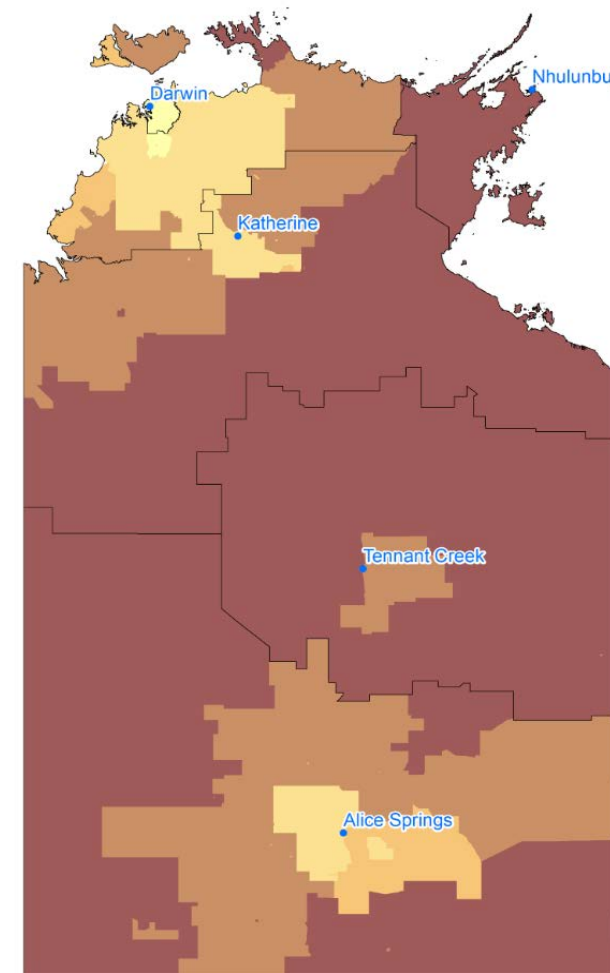 Nhulunbu
Darwin
Katherine
Tennant Creek
Alice Springs